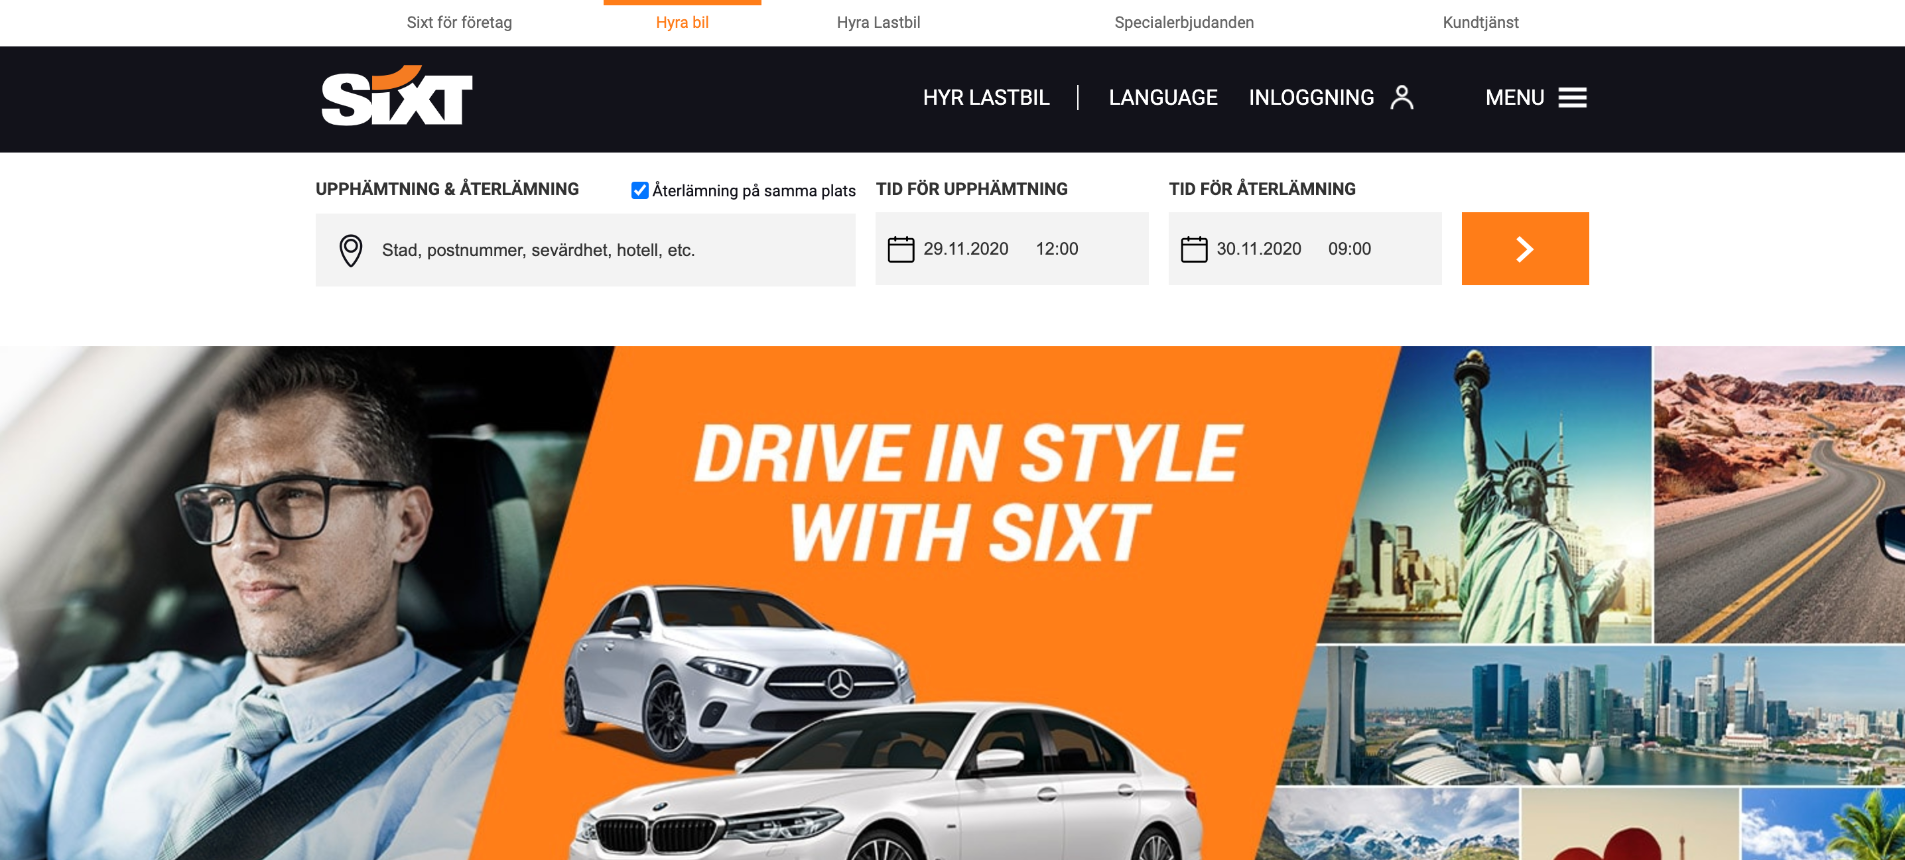 Sixt för företag
Hyra bil
Hyra Lastbil
Specialerbjudanden
Kundtjänst
SIXT
HYR LASTBIL
LANGUAGE
INLOGGNING
MENU
UPPHÄMTNING & ÅTERLÄMNING
Återlämning på samma plats
TID FÖR UPPHÄMTNING
TID FÖR ÅTERLÄMNING
Stad, postnummer, sevärdhet, hotell, etc.
29.11.2020 12:00
30.11.2020 09:00
DRIVE IN STYLE
WITH SIXT